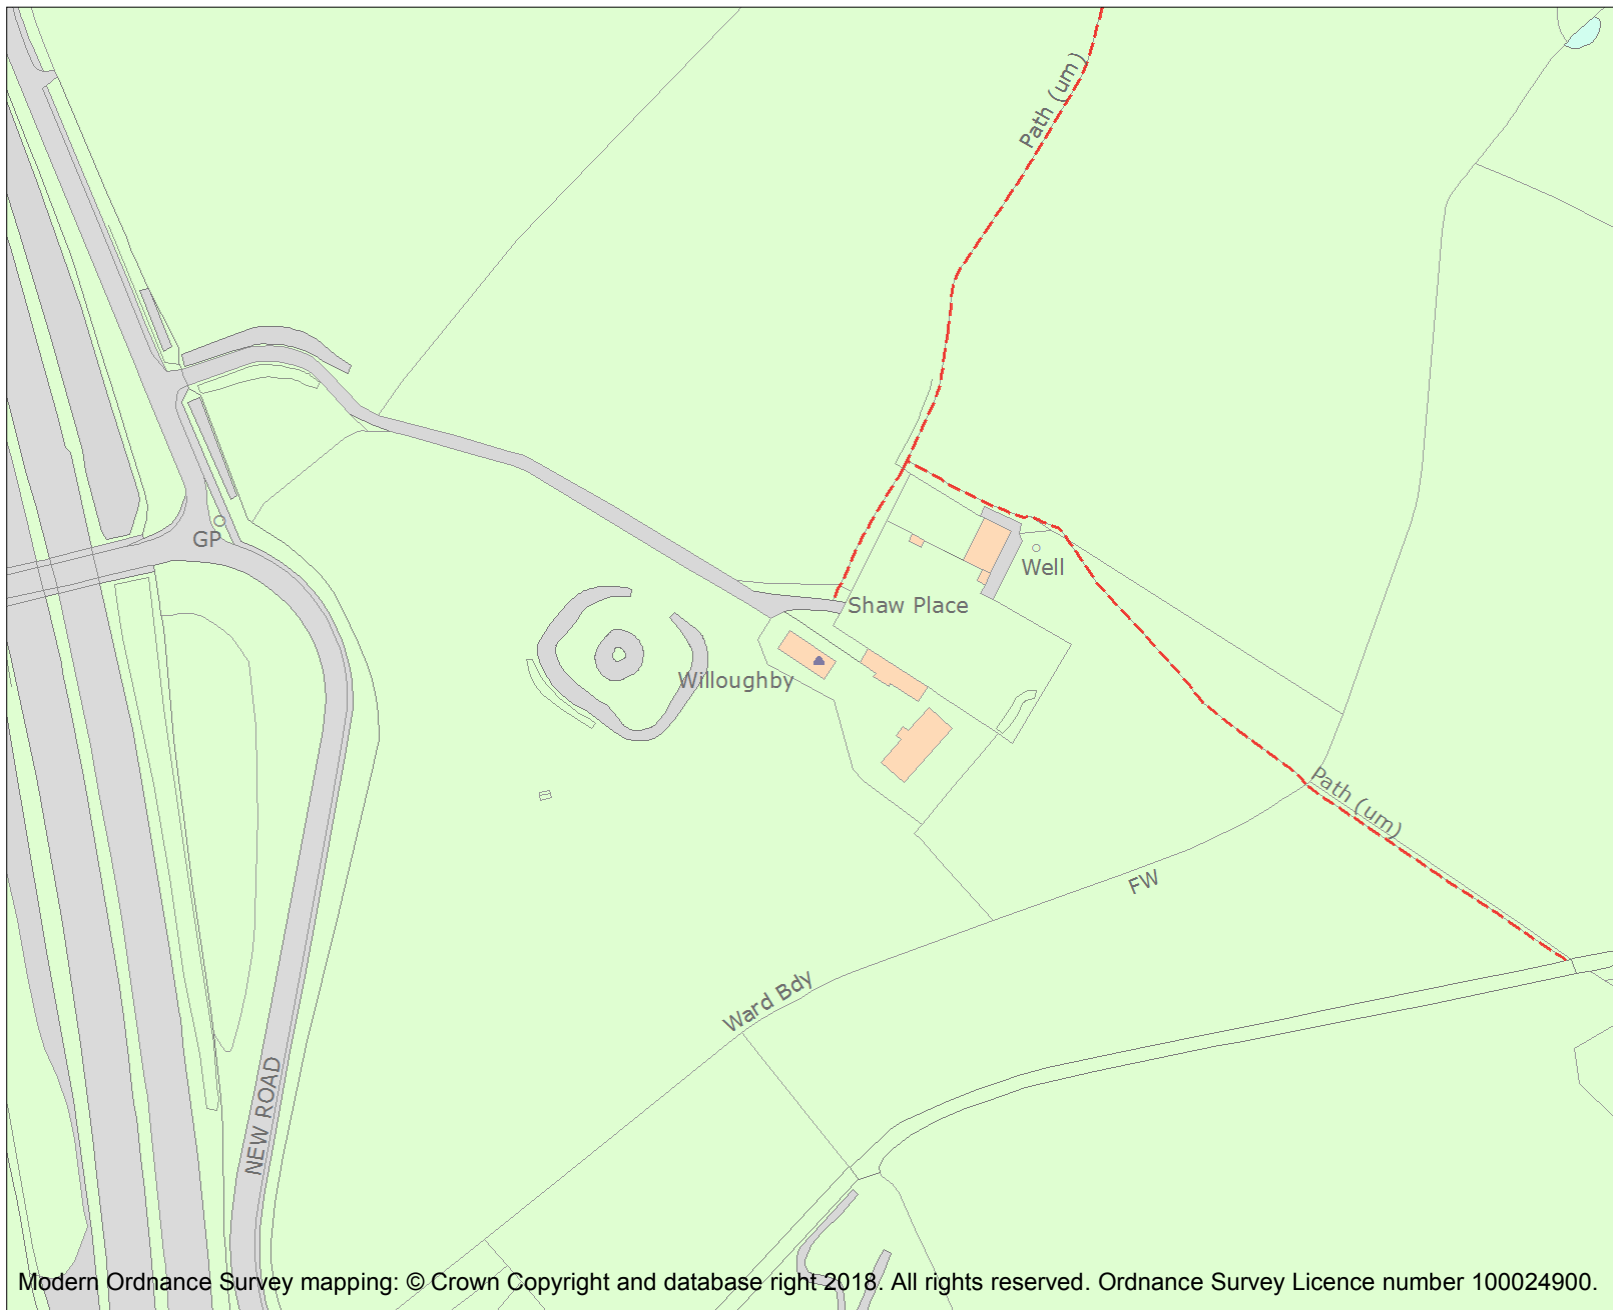 Path (um)
GP
Well
Shaw Place
Willoughby
Path (um)
FW
Ward Bdy
NEW ROAD
Modern Ordnance Survey mapping: © Crown Copyright and database right 2018. All rights reserved. Ordnance Survey Licence number 100024900.